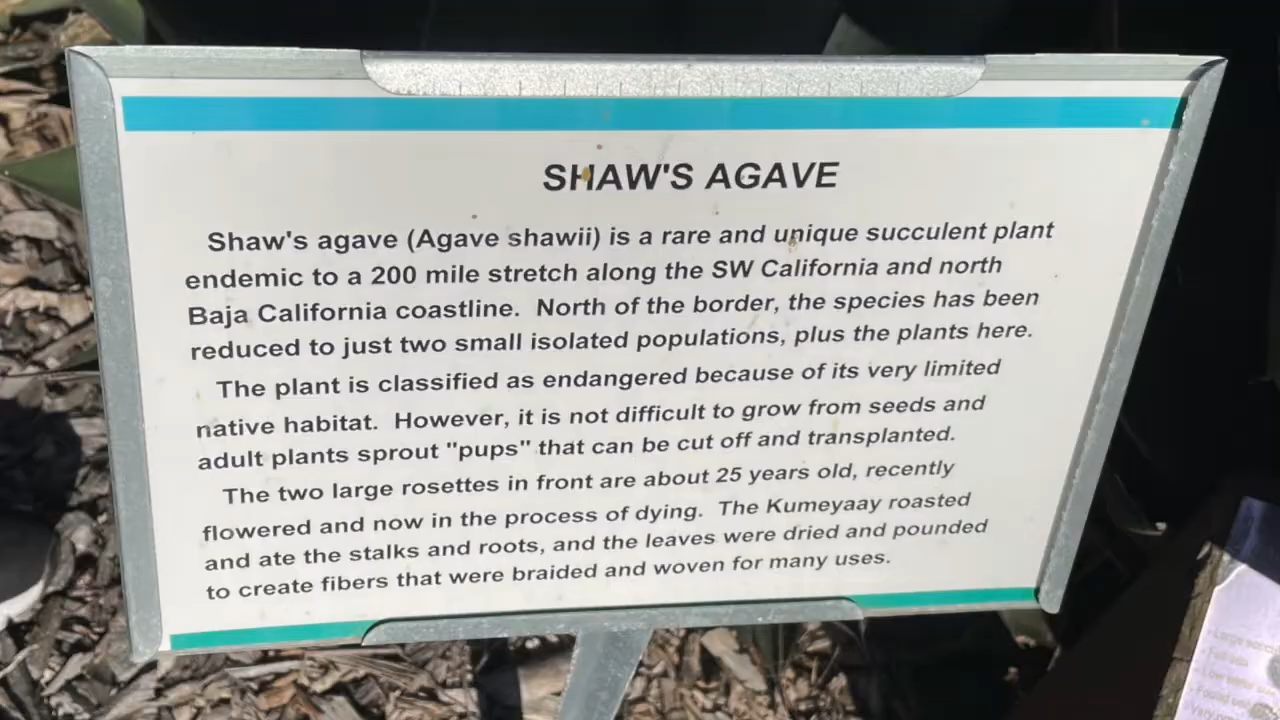 SHAW'S AGAVE
Shaw's agave (Agave shawii) is a rare and unique succulent plant
endemic to a 200 mile stretch along the SW California and north
Baja California coastline. North of the border, the species has been
reduced to just two small isolated populations, plus the plants here.
The plant is classified as endangered because of its very limited
native habitat. However, it is not difficult to grow from seeds and
adult plants sprout "pups" that can be cut off and transplanted.
The two large rosettes in front are about 25 years old, recently
flowered and now in the process of dying. The Kumeyaay roasted
and ate the stalks and roots, and the leaves were dried and pounded
to create fibers that were braided and woven for many uses.